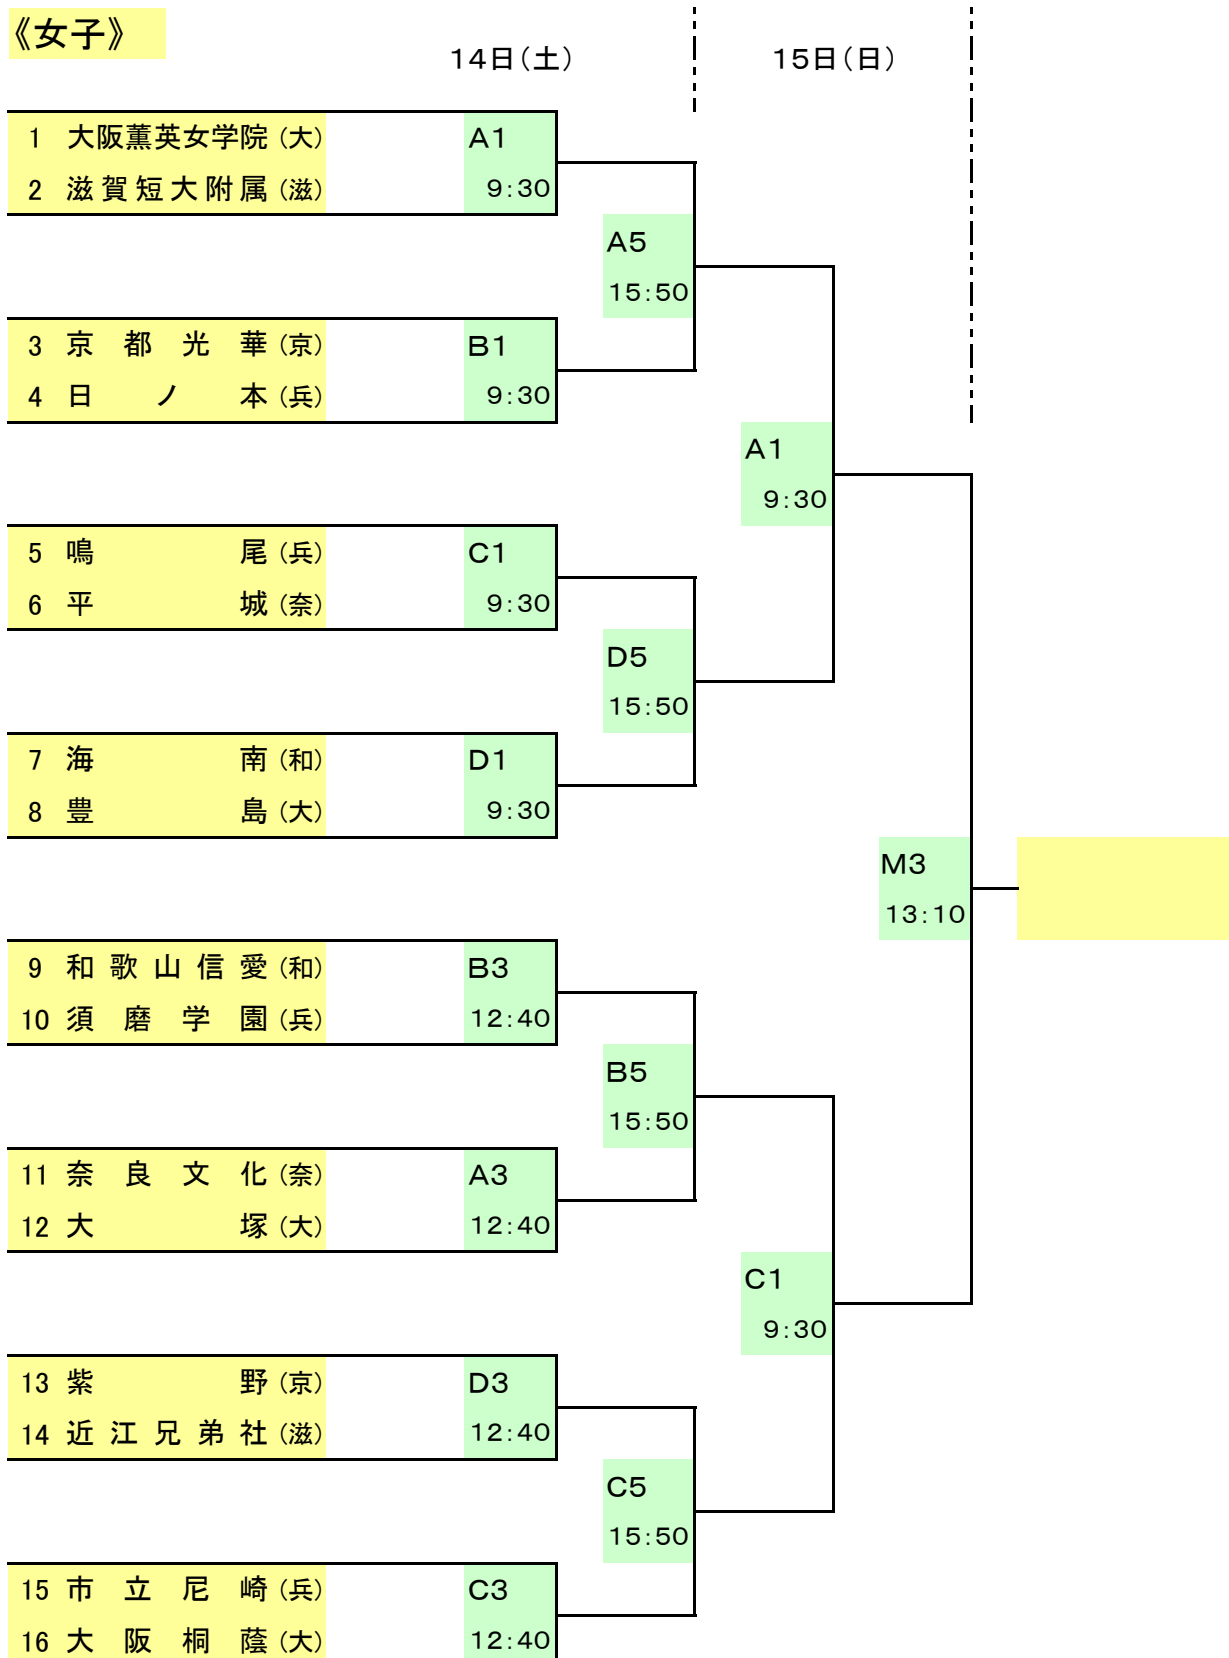 《女子》
14日（土）
15日（日）
1 大阪薫英女学院（大） A1
2 滋賀短大附属（滋） 9:30
A5
15:50
3 京都光華（京） B1
4 日ノ本（兵） 9:30
A1
9:30
5 鳴尾（兵） C1
6 平城（奈） 9:30
D5
15:50
7 海南（和） D1
8 豊島（大） 9:30
M3
13:10
9 和歌山信愛（和） B3
10 須磨学園（兵） 12:40
B5
15:50
11 奈良文化（奈） A3
12 大塚（大） 12:40
C1
9:30
13 紫野（京） D3
14 近江兄弟社（滋） 12:40
C5
15:50
15 市立尼崎（兵） C3
16 大阪桐蔭（大） 12:40